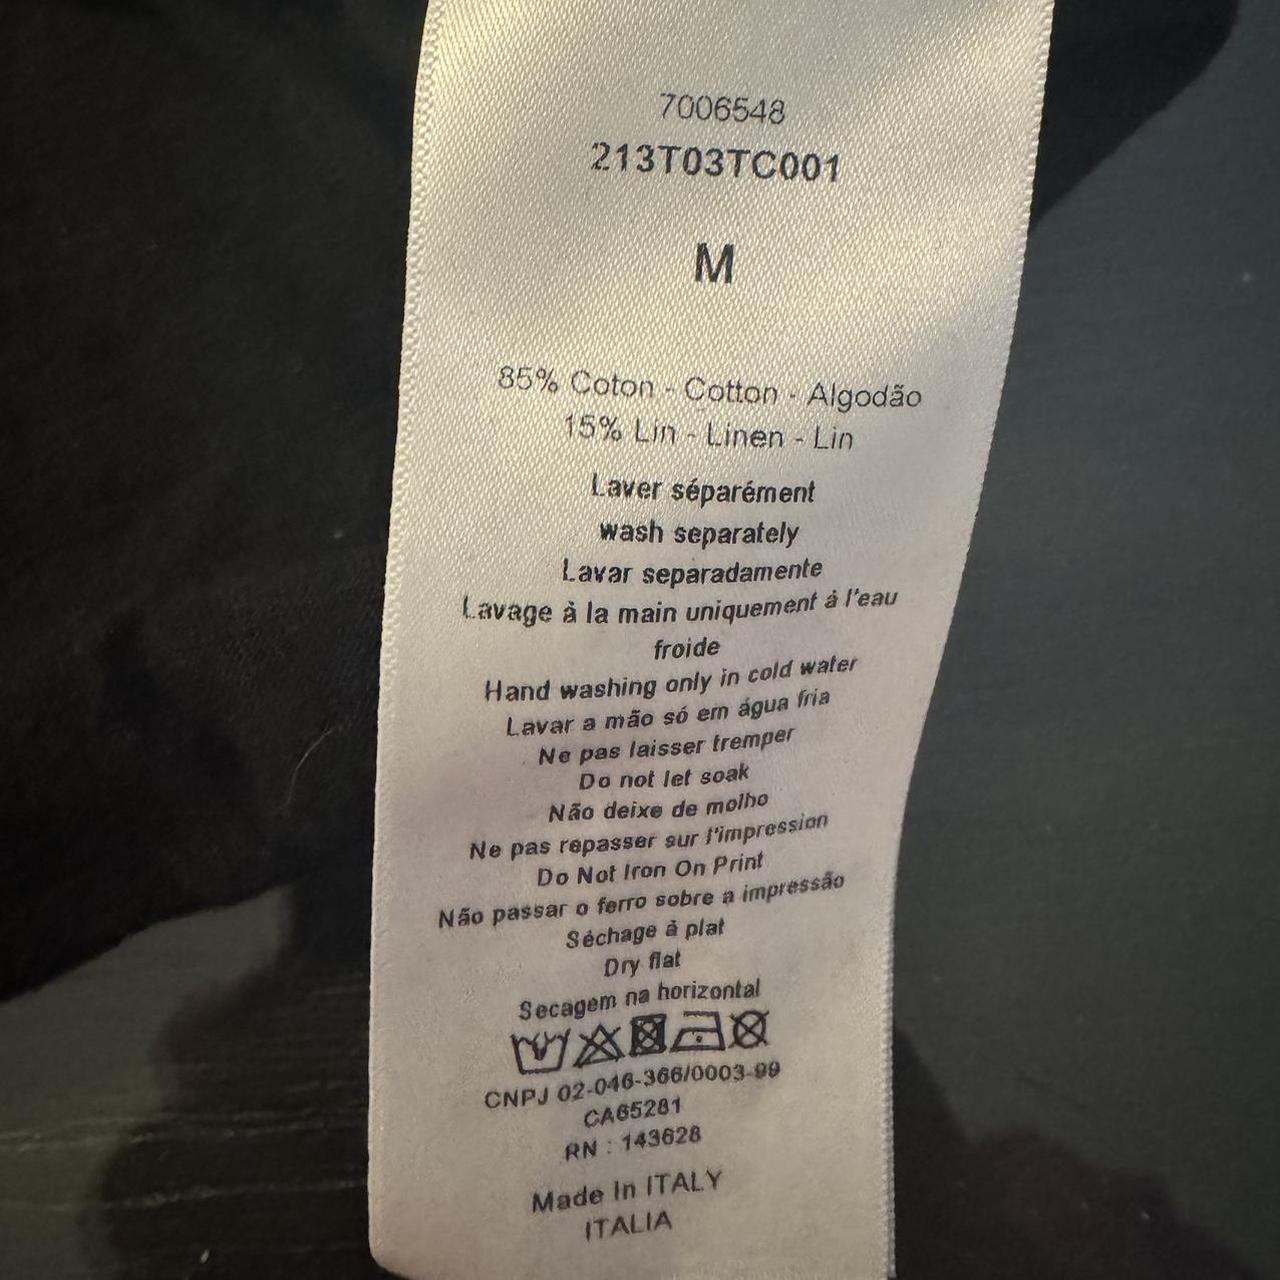 7006548
213T03TC001
M
85% Coton - Cotton - Algodão
15% Lin - Linen - Lin
Laver séparément
wash separately
Lavar separadamente
Lavage à la main uniquement á l'eau
froide
Hand washing only in cold water
Lavar a mão só em água fria
Ne pas laisser tremper
Do not let soak
Não deixe de molho
Ne pas repasser sur l'impression
Do Not Iron On Print
Não passar o ferro sobre a impressão
Séchage à plat
Dry flat
Secagem na horizontal
CNPJ 02-046-366/0003-99
CA65281
RN : 143628
Made In ITALY
ITALIA